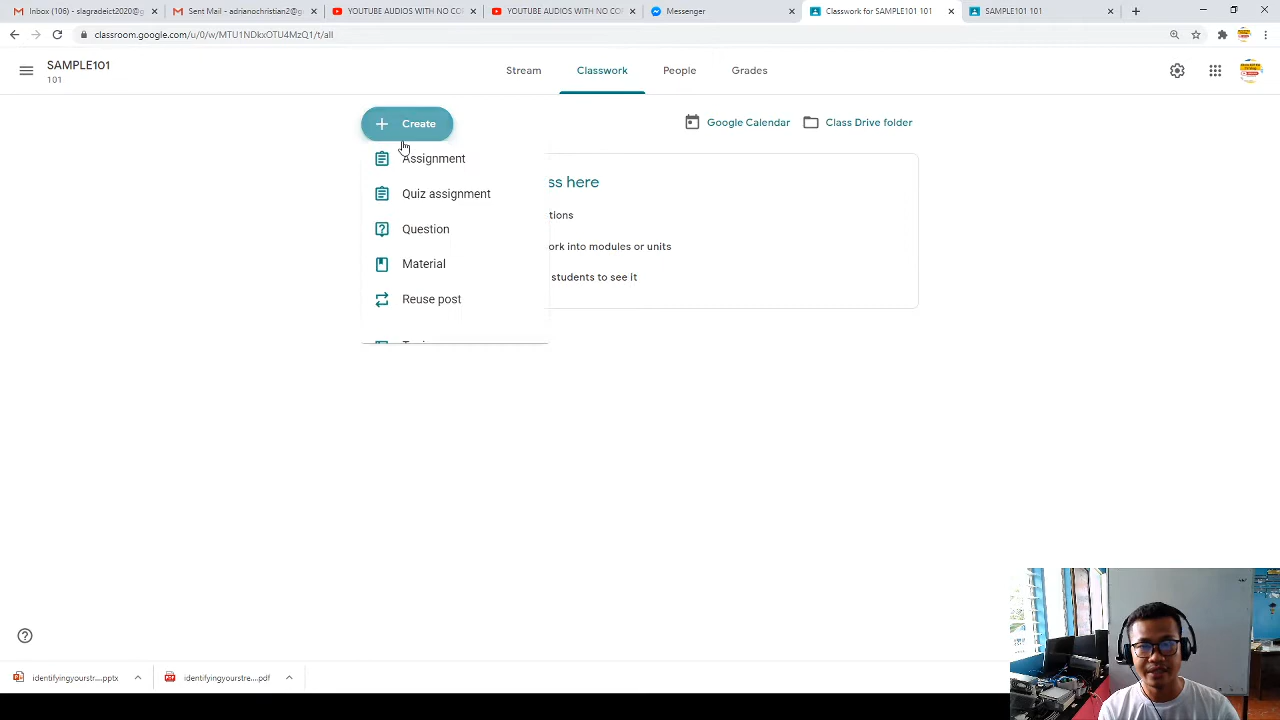 Inbox (106) - slagradeict2020@g
Sent Mail - adrianochristian2@g
YOUTUBE AUDIOS WITH NO COP
YOUTUBE AUDIOS WITH NO COP
Messenger
Classwork for SAMPLE101 101
SAMPLE101 101
classroom.google.com/u/0/w/MTU1NDkxOTU4MzQ1/t/all
SAMPLE101
101
Stream
Classwork
People
Grades
Create
Google Calendar
Class Drive folder
Assignment
Quiz assignment
Question
Material
Reuse post
ss here
tions
ork into modules or units
students to see it
identifyingyourst....pptx
identifyingyourstre....pdf